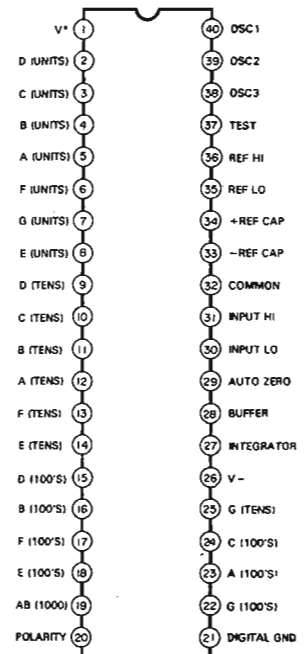 V+ 1 40 OSC1
D (UNITS) 2 39 OSC2
C (UNITS) 3 38 OSC3
B (UNITS) 4 37 TEST
A (UNITS) 5 36 REF HI
F (UNITS) 6 35 REF LO
G (UNITS) 7 34 +REF CAP
E (UNITS) 8 33 −REF CAP
D (TENS) 9 32 COMMON
C (TENS) 10 31 INPUT HI
B (TENS) 11 30 INPUT LO
A (TENS) 12 29 AUTO ZERO
F (TENS) 13 28 BUFFER
E (TENS) 14 27 INTEGRATOR
D (100'S) 15 26 V−
B (100'S) 16 25 G (TENS)
F (100'S) 17 24 C (100'S)
E (100'S) 18 23 A (100'S)
AB (1000) 19 22 G (100'S)
POLARITY 20 21 DIGITAL GND